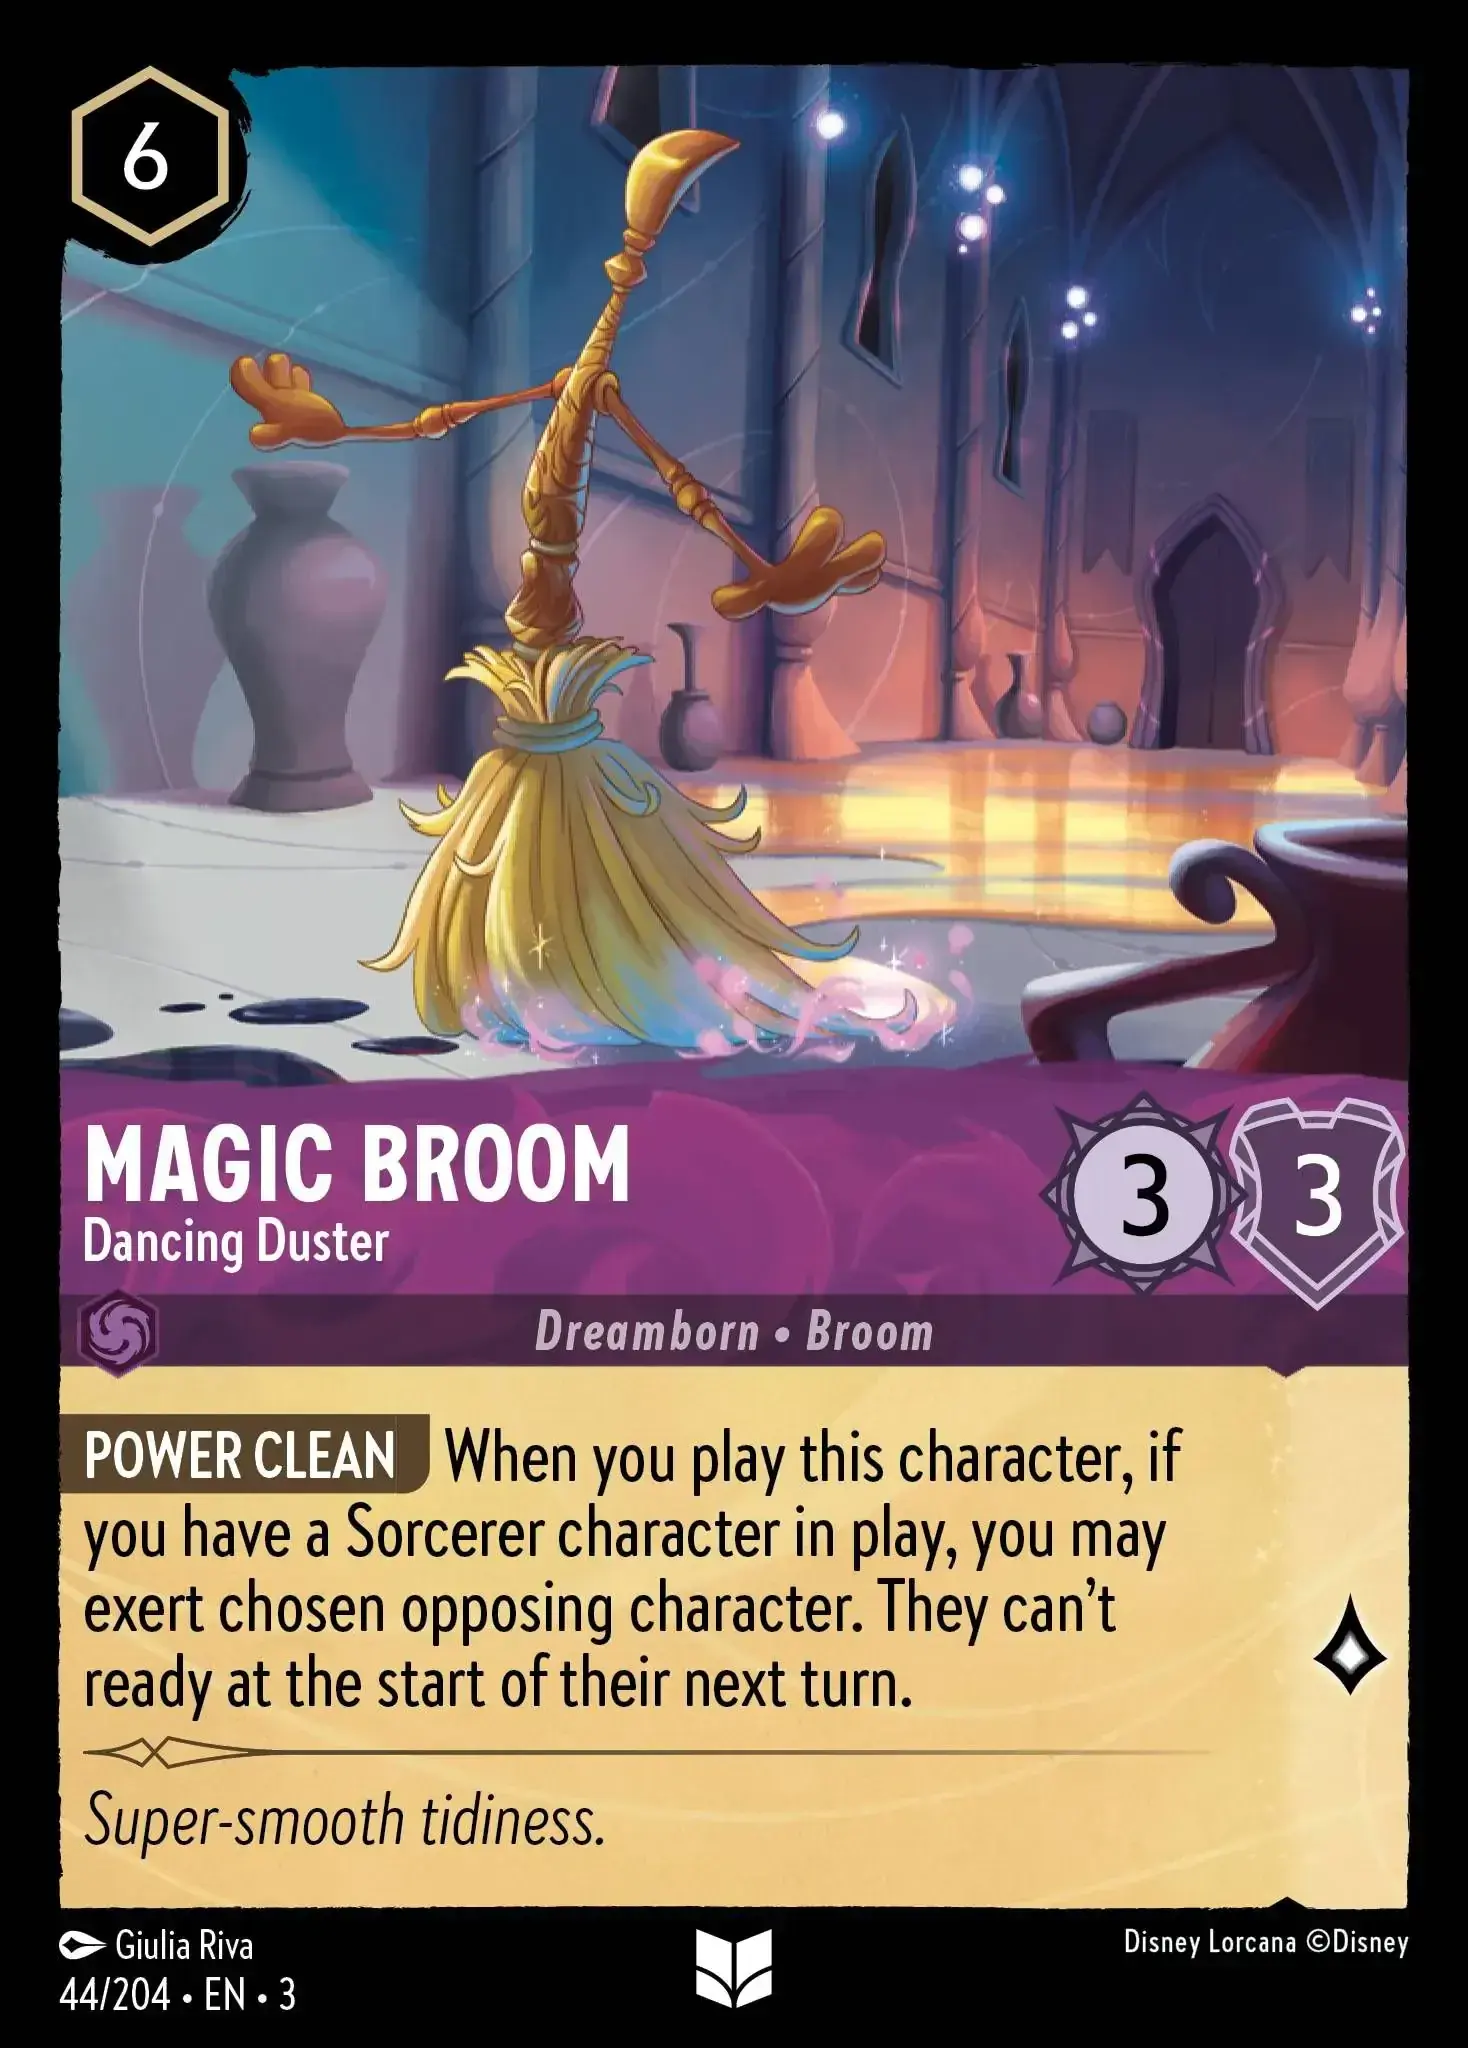 6
MAGIC BROOM
Dancing Duster
3
3
Dreamborn • Broom
POWER CLEAN When you play this character, if
you have a Sorcerer character in play, you may
exert chosen opposing character. They can't
ready at the start of their next turn.
Super-smooth tidiness.
Giulia Riva
Disney Lorcana ©Disney
44/204 • EN • 3